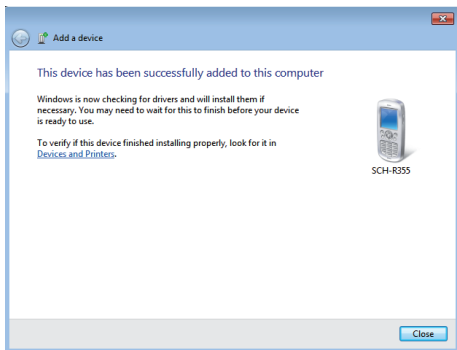 Add a device
This device has been successfully added to this computer
Windows is now checking for drivers and will install them if
necessary. You may need to wait for this to finish before your device
is ready to use.
To verify if this device finished installing properly, look for it in
Devices and Printers.
SCH-R355
Close